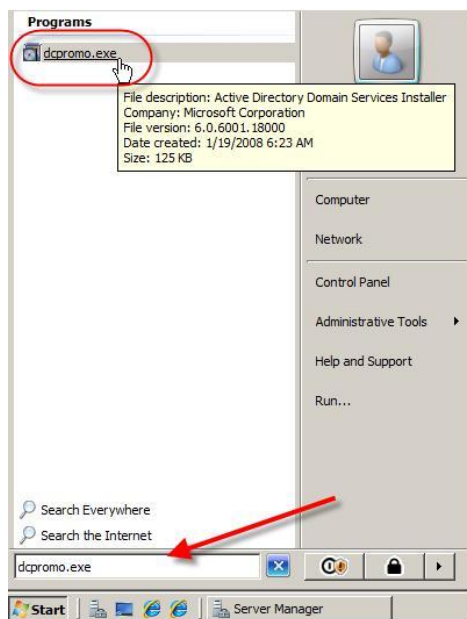 Programs
dcpromo.exe
File description: Active Directory Domain Services Installer
Company: Microsoft Corporation
File version: 6.0.6001.18000
Date created: 1/19/2008 6:23 AM
Size: 125 KB
Computer
Network
Control Panel
Administrative Tools
Help and Support
Run...
Search Everywhere
Search the Internet
dcpromo.exe
Start
Server Manager